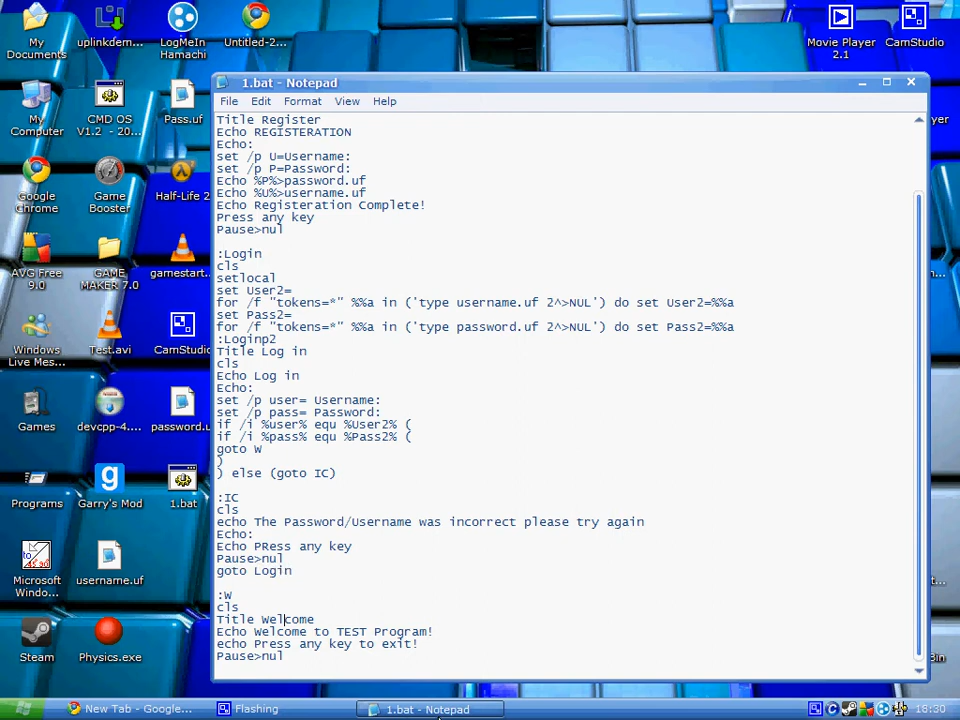 My Documents
uplinkdem...
LogMeIn Hamachi
Untitled-2...
Movie Player 2.1
CamStudio
My Computer
CMD OS V1.2 - 20...
Pass.uf
yer
Google Chrome
Game Booster
Half-Life 2
AVG Free 9.0
GAME MAKER 7.0
gamestart...
Windows Live Mes...
Test.avi
CamStudio
Games
devcpp-4....
password.u
Programs
Garry's Mod
1.bat
Microsoft Windo...
username.uf
Steam
Physics.exe
Bin
1.bat - Notepad
File Edit Format View Help
Title Register
Echo REGISTERATION
Echo:
set /p U=Username:
set /p P=Password:
Echo %P%>password.uf
Echo %U%>username.uf
Echo Registeration Complete!
Press any key
Pause>nul
:Login
cls
setlocal
set User2=
for /f "tokens=*" %%a in ('type username.uf 2^>NUL') do set User2=%%a
set Pass2=
for /f "tokens=*" %%a in ('type password.uf 2^>NUL') do set Pass2=%%a
:Loginp2
Title Log in
cls
Echo Log in
Echo:
set /p user= Username:
set /p pass= Password:
if /i %user% equ %User2% (
if /i %pass% equ %Pass2% (
goto W
)
) else (goto IC)
:IC
cls
echo The Password/Username was incorrect please try again
Echo:
Echo PRess any key
Pause>nul
goto Login
:W
cls
Title Welcome
Echo Welcome to TEST Program!
echo Press any key to exit!
Pause>nul
New Tab - Google...
Flashing
1.bat - Notepad
18:30